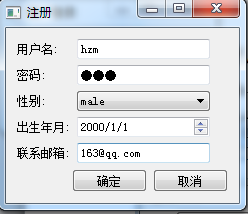 注册
用户名: hzm
密码: ●●●
性别: male
出生年月: 2000/1/1
联系邮箱: 163@qq.com
确定 取消